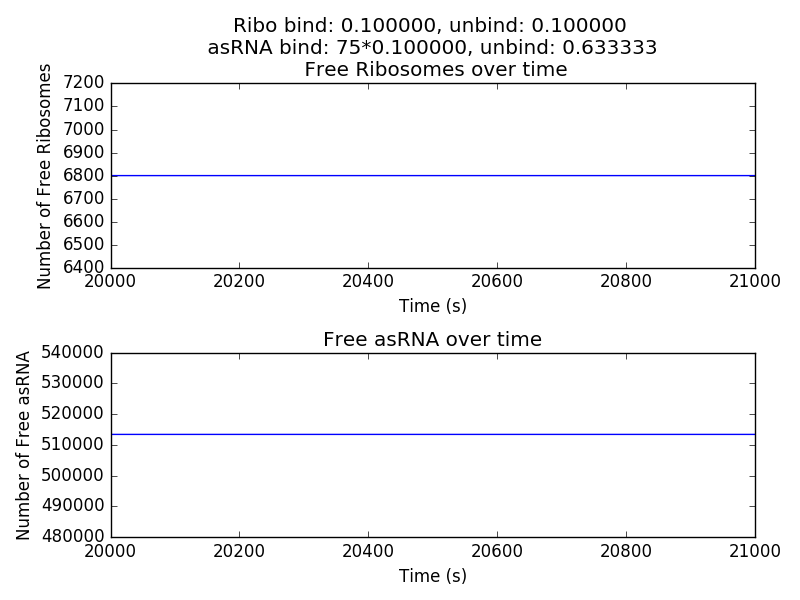 Ribo bind: 0.100000, unbind: 0.100000
asRNA bind: 75*0.100000, unbind: 0.633333
Free Ribosomes over time
Number of Free Ribosomes
7200
7100
7000
6900
6800
6700
6600
6500
6400
20000 20200 20400 20600 20800 21000
Time (s)
Free asRNA over time
Number of Free asRNA
540000
530000
520000
510000
500000
490000
480000
20000 20200 20400 20600 20800 21000
Time (s)